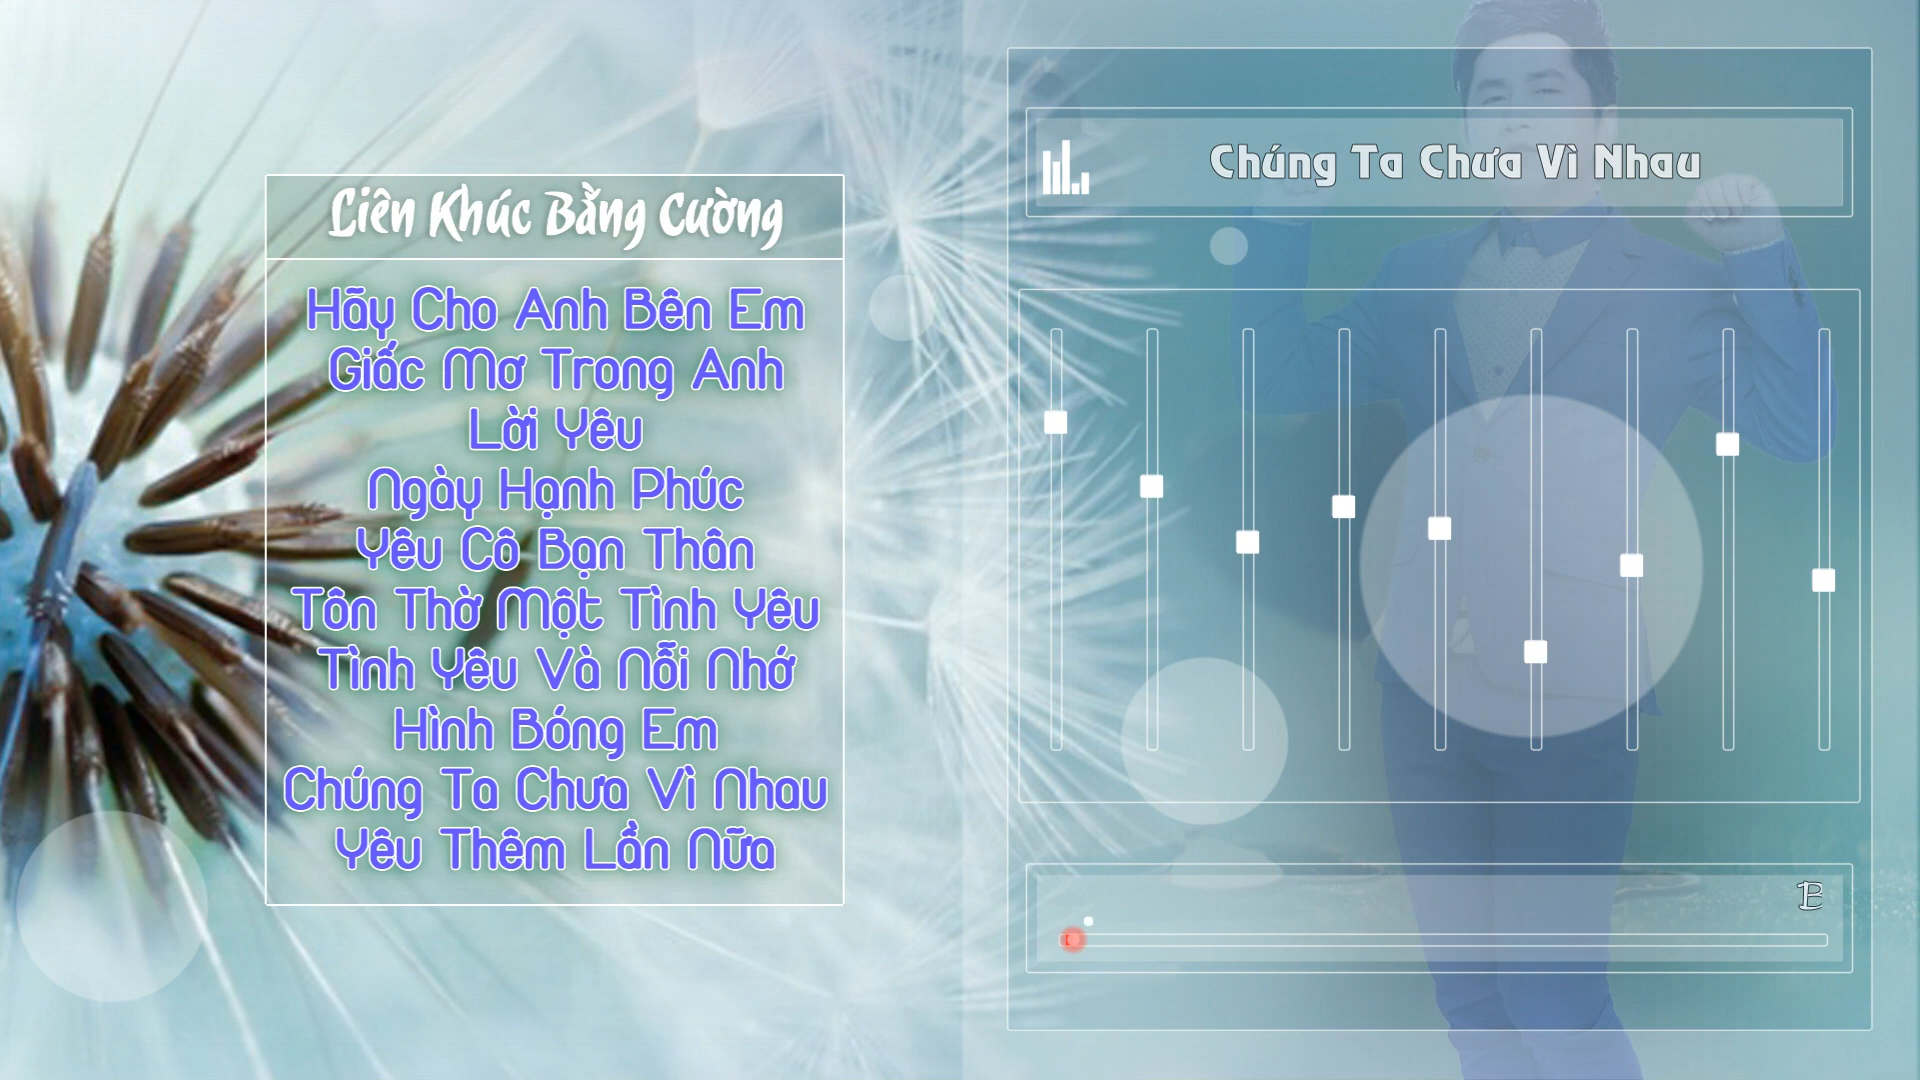 Liên Khúc Bằng Cường
Hãy Cho Anh Bên Em
Giấc Mơ Trong Anh
Lời Yêu
Ngày Hạnh Phúc
Yêu Cô Bạn Thân
Tôn Thờ Một Tình Yêu
Tình Yêu Và Nỗi Nhớ
Hình Bóng Em
Chúng Ta Chưa Vì Nhau
Yêu Thêm Lần Nữa
Chúng Ta Chưa Vì Nhau
E